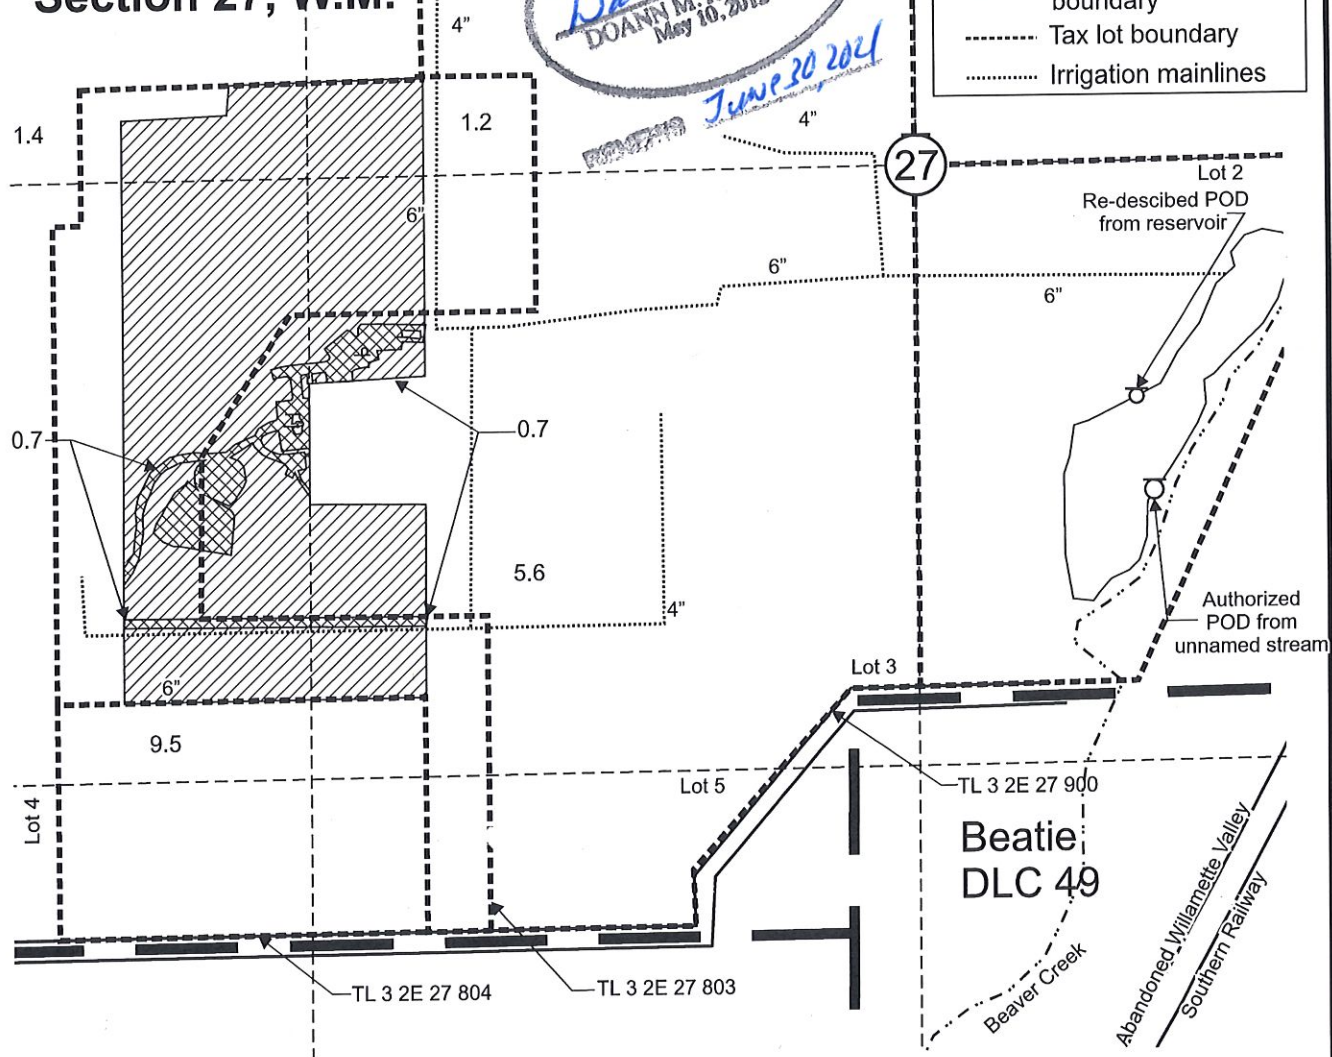 Section 27, W.M.
4"
DOANN M.
May 10, 2012
June 30 2021
boundary
Tax lot boundary
Irrigation mainlines
1.4
1.2
4"
27
Lot 2
Re-descibed POD
from reservoir
6"
6"
6"
0.7
0.7
5.6
4"
Authorized
POD from
unnamed stream
Lot 3
6"
9.5
Lot 4
Lot 5
TL 3 2E 27 900
Beatie
DLC 49
TL 3 2E 27 804
TL 3 2E 27 803
Beaver Creek
Abandoned Willamette Valley
Southern Railway